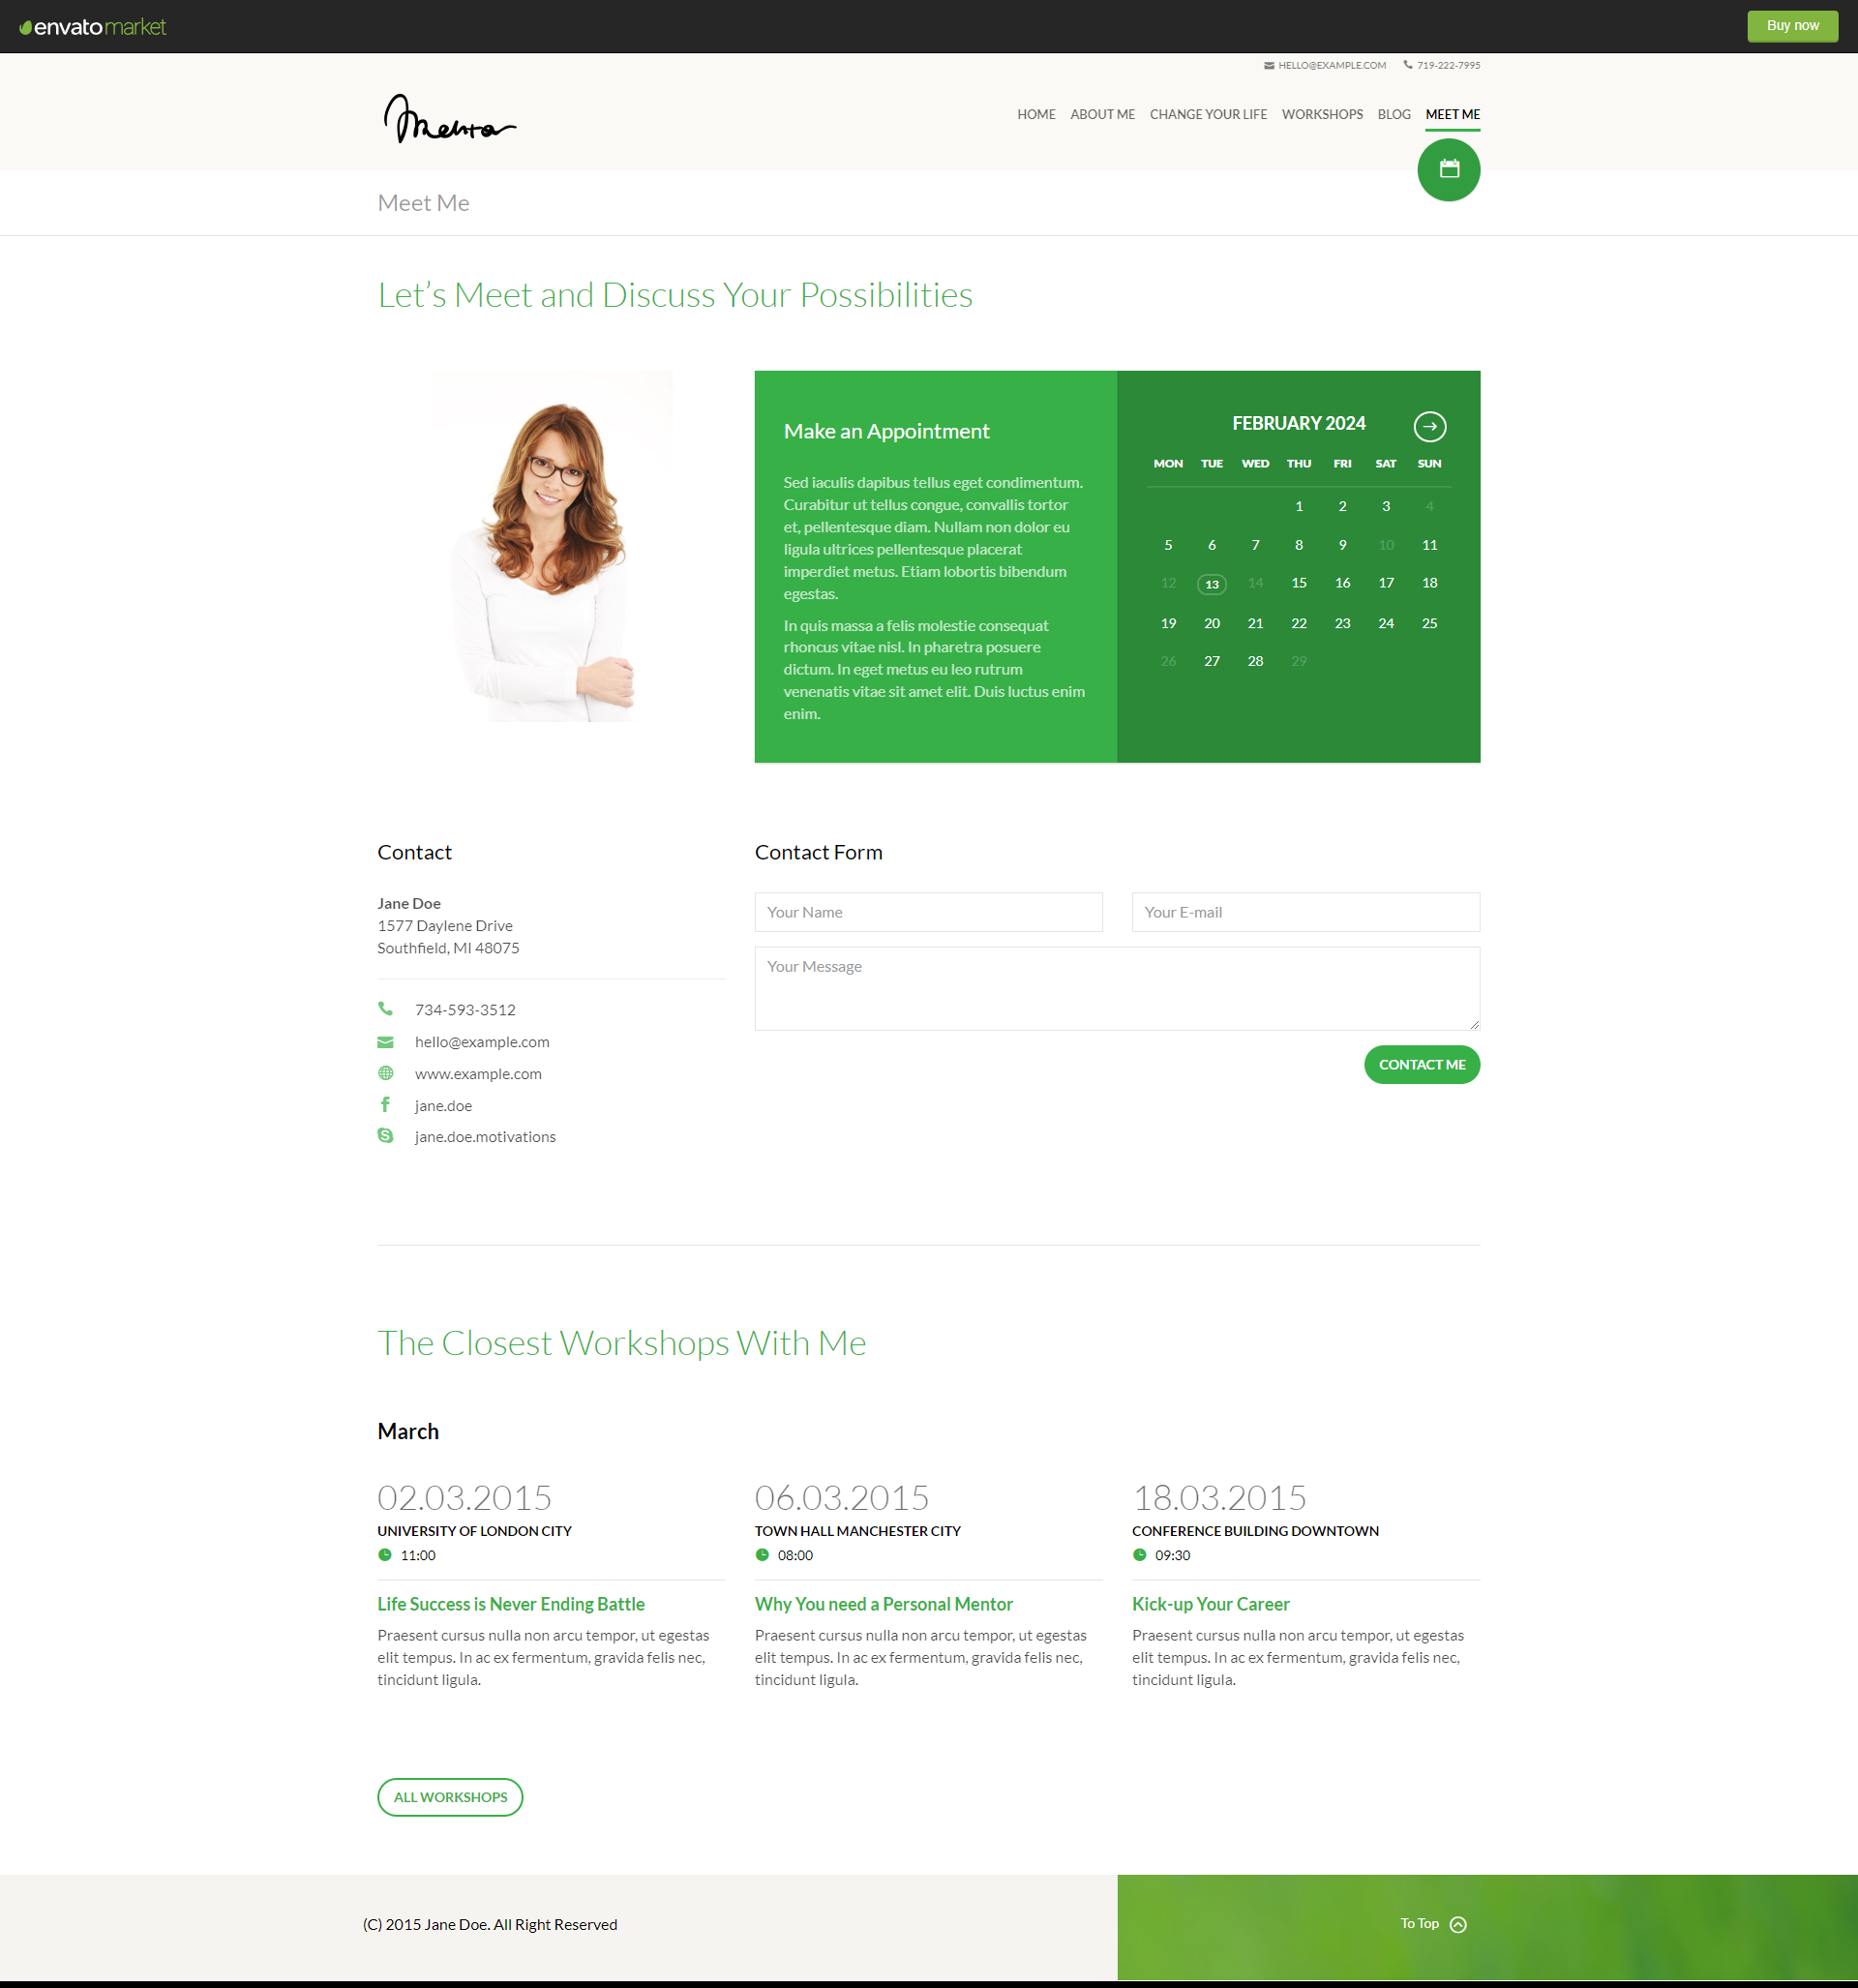 envato market
Buy now
HELLO@EXAMPLE.COM 719-222-7995
Mentor
HOME ABOUT ME CHANGE YOUR LIFE WORKSHOPS BLOG MEET ME
Meet Me
Let’s Meet and Discuss Your Possibilities
Make an Appointment
Sed iaculis dapibus tellus eget condimentum.
Curabitur ut tellus congue, convallis tortor
et, pellentesque diam. Nullam non dolor eu
ligula ultrices pellentesque placerat
imperdiet metus. Etiam lobortis bibendum
egestas.
In quis massa a felis molestie consequat
rhoncus vitae nisl. In pharetra posuere
dictum. In eget metus eu leo rutrum
venenatis vitae sit amet elit. Duis luctus enim
enim.
FEBRUARY 2024
MON TUE WED THU FRI SAT SUN
1 2 3 4
5 6 7 8 9 10 11
12 13 14 15 16 17 18
19 20 21 22 23 24 25
26 27 28 29
Contact
Jane Doe
1577 Daylene Drive
Southfield, MI 48075
734-593-3512
hello@example.com
www.example.com
jane.doe
jane.doe.motivations
Contact Form
Your Name
Your E-mail
Your Message
CONTACT ME
The Closest Workshops With Me
March
02.03.2015
UNIVERSITY OF LONDON CITY
11:00
Life Success is Never Ending Battle
Praesent cursus nulla non arcu tempor, ut egestas
elit tempus. In ac ex fermentum, gravida felis nec,
tincidunt ligula.
06.03.2015
TOWN HALL MANCHESTER CITY
08:00
Why You need a Personal Mentor
Praesent cursus nulla non arcu tempor, ut egestas
elit tempus. In ac ex fermentum, gravida felis nec,
tincidunt ligula.
18.03.2015
CONFERENCE BUILDING DOWNTOWN
09:30
Kick-up Your Career
Praesent cursus nulla non arcu tempor, ut egestas
elit tempus. In ac ex fermentum, gravida felis nec,
tincidunt ligula.
ALL WORKSHOPS
(C) 2015 Jane Doe. All Right Reserved
To Top